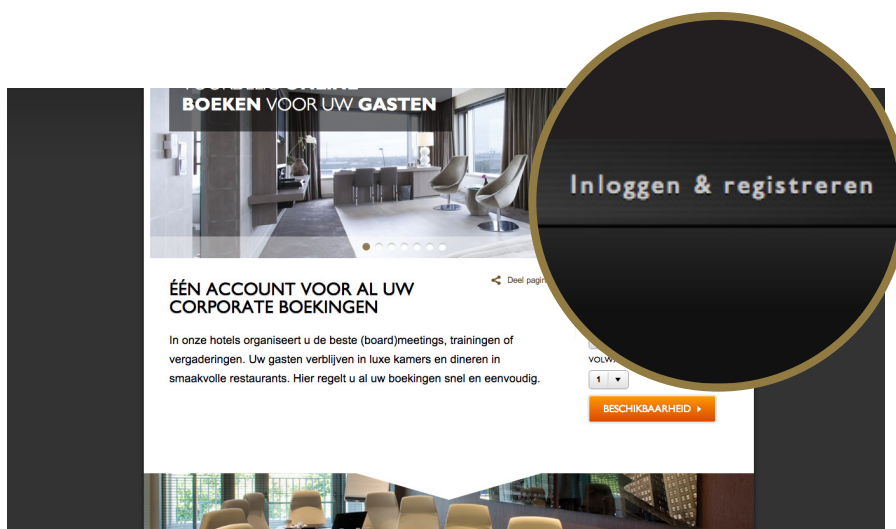 BOEKEN VOOR UW GASTEN
Inloggen & registreren
ÉÉN ACCOUNT VOOR AL UW
CORPORATE BOEKINGEN
Deel
In onze hotels organiseert u de beste (board)meetings, trainingen of
vergaderingen. Uw gasten verblijven in luxe kamers en dineren in
smaakvolle restaurants. Hier regelt u al uw boekingen snel en eenvoudig.
1
BESCHIKBAARHEID